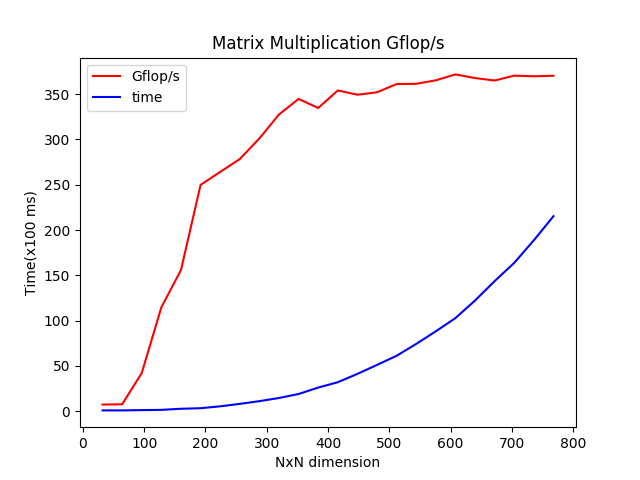 Matrix Multiplication Gflop/s
Gflop/s
time
Time(x100 ms)
350
300
250
200
150
100
50
0
0 100 200 300 400 500 600 700 800
NxN dimension